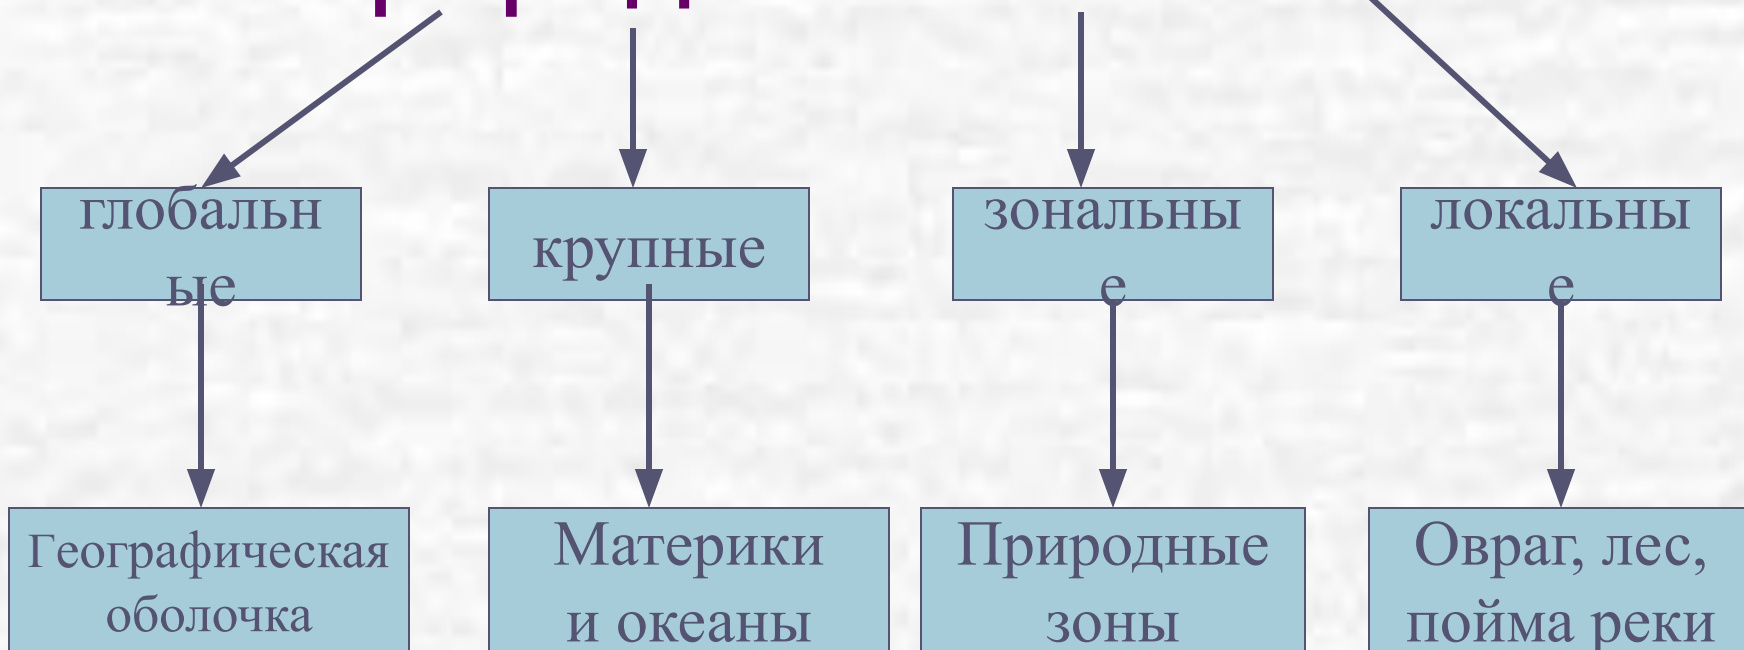 глобальн
ые
крупные
зональны
е
локальны
е
Географическая
оболочка
Материки
и океаны
Природные
зоны
Овраг, лес,
пойма реки